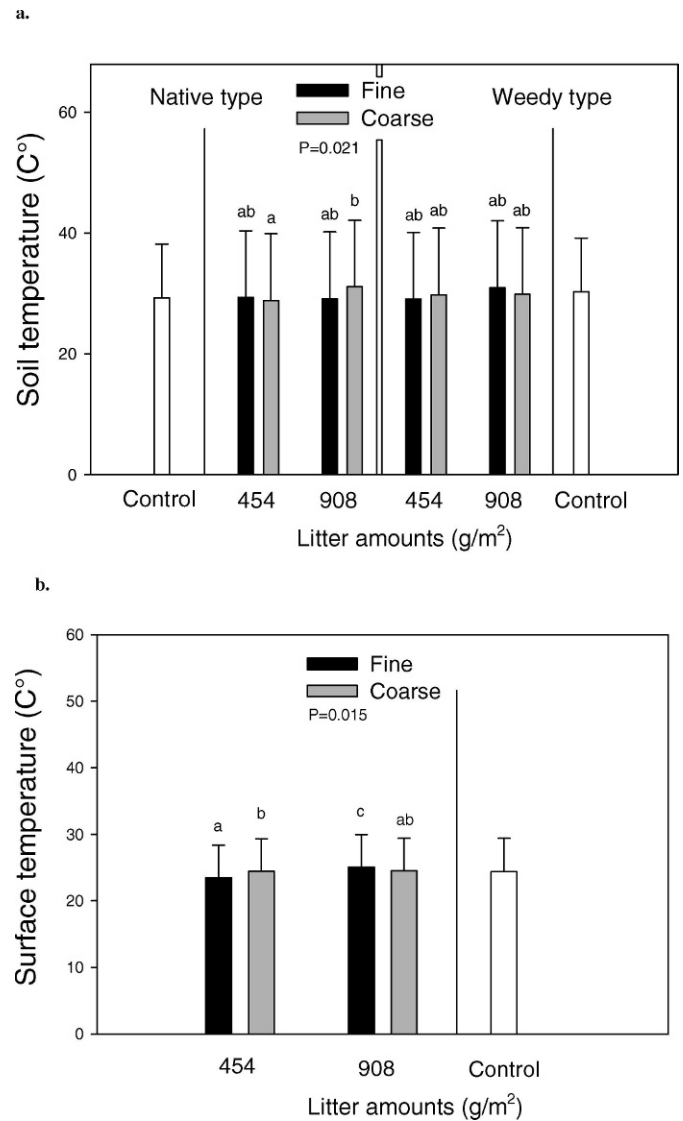 a.
Native type
Weedy type
Fine
Coarse
P=0.021
Soil temperature (C°)
60
40
20
0
ab a ab b ab ab ab ab
Control 454 908 454 908 Control
Litter amounts (g/m²)
b.
Fine
Coarse
P=0.015
Surface temperature (C°)
60
50
40
30
20
10
0
a b c ab
454 908 Control
Litter amounts (g/m²)